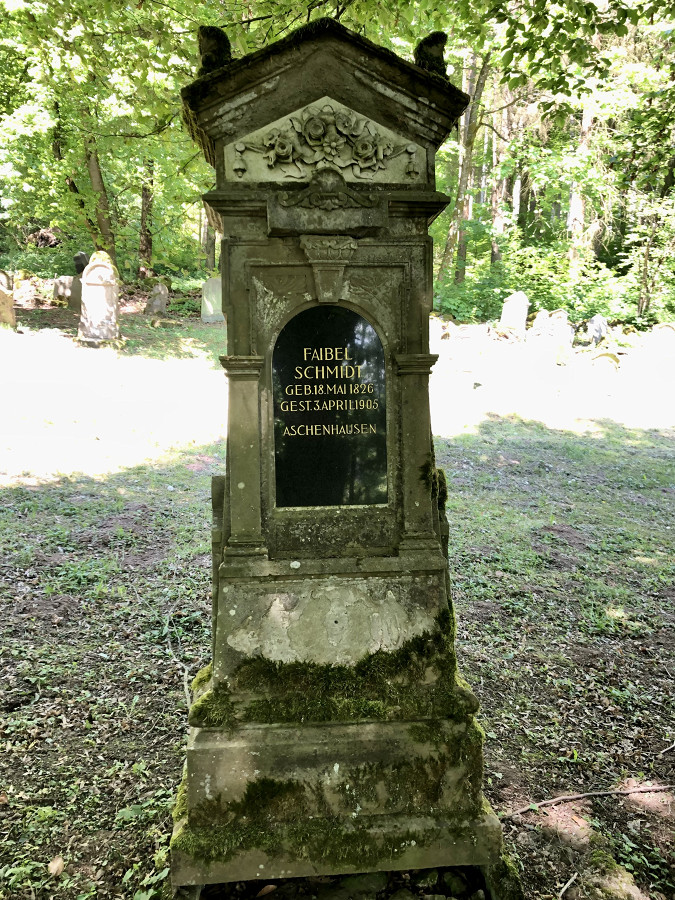 FAIBEL
SCHMIDT
GEB.18.MAI 1826
GEST.3.APRIL1905
ASCHENHAUSEN